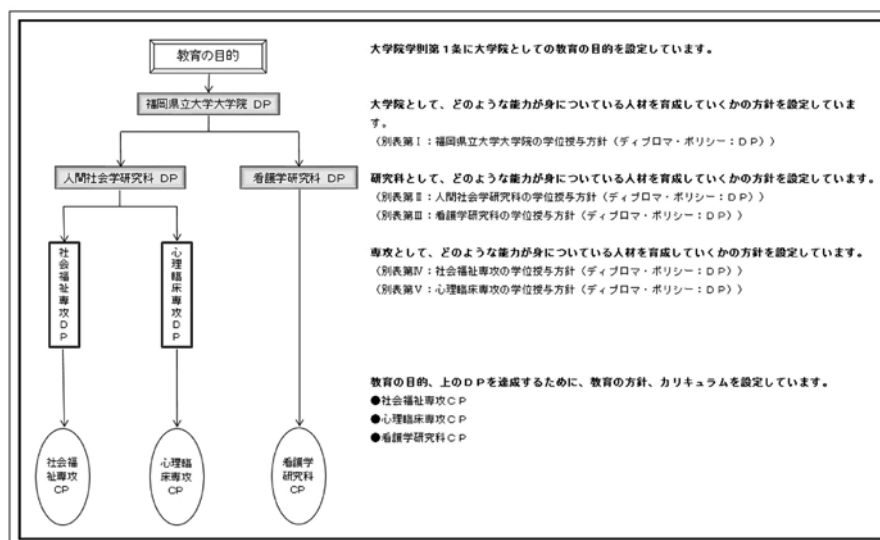 教育の目的
大学院学則第1条に大学院としての教育の目的を設定しています。
福岡県立大学大学院 DP
大学院として、どのような能力が身についている人材を育成していくかの方針を設定していま
す。
(別表第Ⅰ:福岡県立大学大学院の学位授与方針(ディプロマ・ポリシー:DP))
人間社会学研究科 DP
看護学研究科 DP
研究科として、どのような能力が身についている人材を育成していくかの方針を設定しています。
(別表第Ⅱ:人間社会学研究科の学位授与方針(ディプロマ・ポリシー:DP))
(別表第Ⅲ:看護学研究科の学位授与方針(ディプロマ・ポリシー:DP))
社会福祉専攻DP
心理臨床専攻DP
専攻として、どのような能力が身についている人材を育成していくかの方針を設定しています。
(別表第Ⅳ:社会福祉専攻の学位授与方針(ディプロマ・ポリシー:DP))
(別表第Ⅴ:心理臨床専攻の学位授与方針(ディプロマ・ポリシー:DP))
教育の目的、上のDPを達成するために、教育の方針、カリキュラムを設定しています。
●社会福祉専攻CP
●心理臨床専攻CP
●看護学研究科CP
社会福
祉専攻
CP
心理臨
床専攻
CP
看護学
研究科
CP